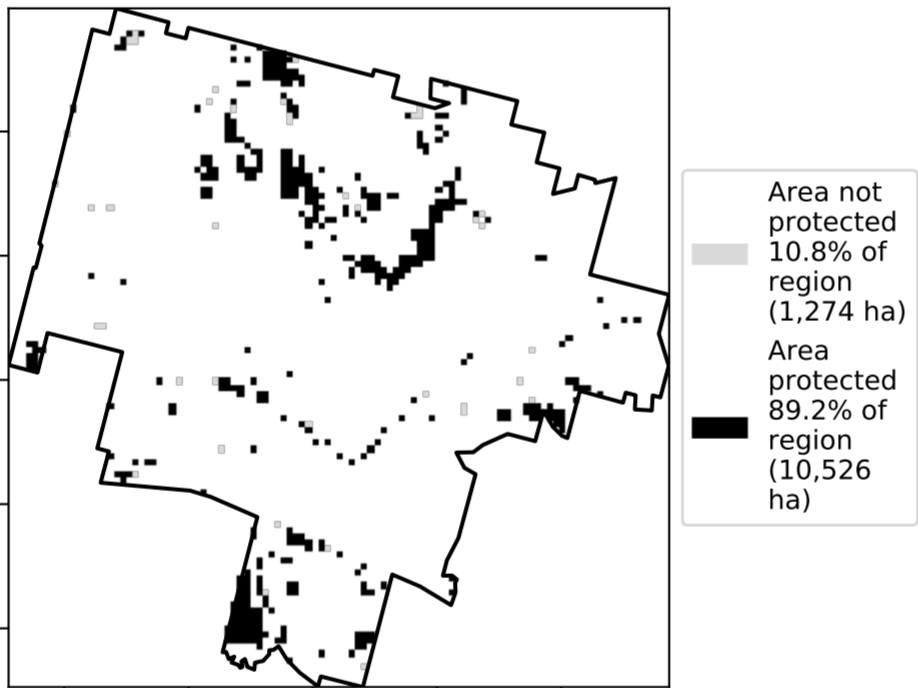 Area not
protected
10.8% of
region
(1,274 ha)
Area
protected
89.2% of
region
(10,526
ha)